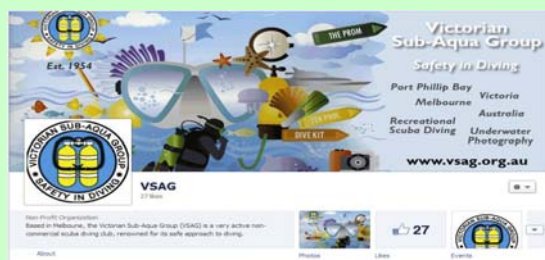 Est. 1954
THE PROM
Victorian
Sub-Aqua Group
Safety in Diving
Port Phillip Bay
Melbourne
Victoria
Australia
Recreational
Scuba Diving
Underwater
Photography
www.vsag.org.au
DIVE KIT
VICTORIAN SUB-AQUA GROUP
SAFETY IN DIVING
VSAG
27 likes
Non-Profit Organization
Based in Melbourne, the Victorian Sub-Aqua Group (VSAG) is a very active non-
commercial scuba diving club, renowned for its safe approach to diving.
About
Photos
27
Likes
Events